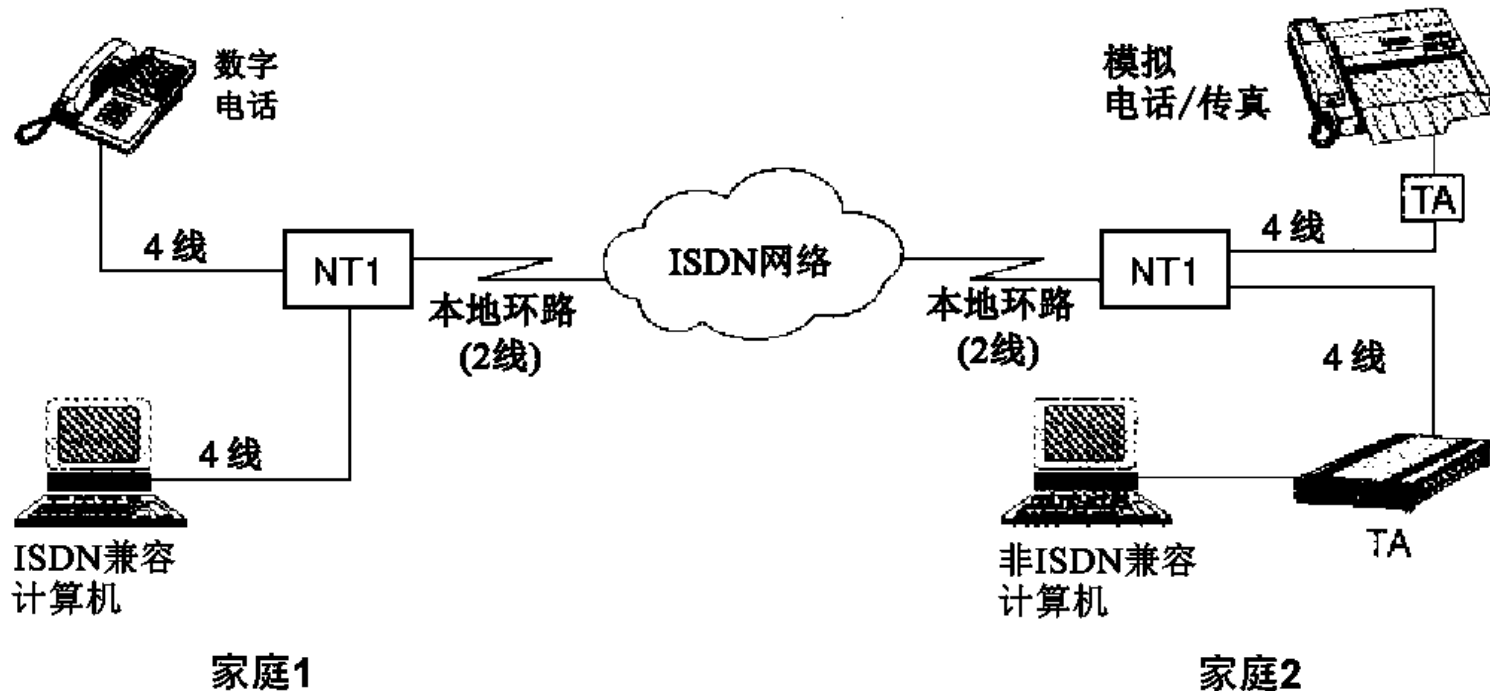 数字
电话
模拟
电话/传真
TA
4 线
4 线
NT1
ISDN网络
NT1
本地环路
(2线)
本地环路
(2线)
4 线
4 线
TA
ISDN兼容
计算机
非ISDN兼容
计算机
家庭1
家庭2